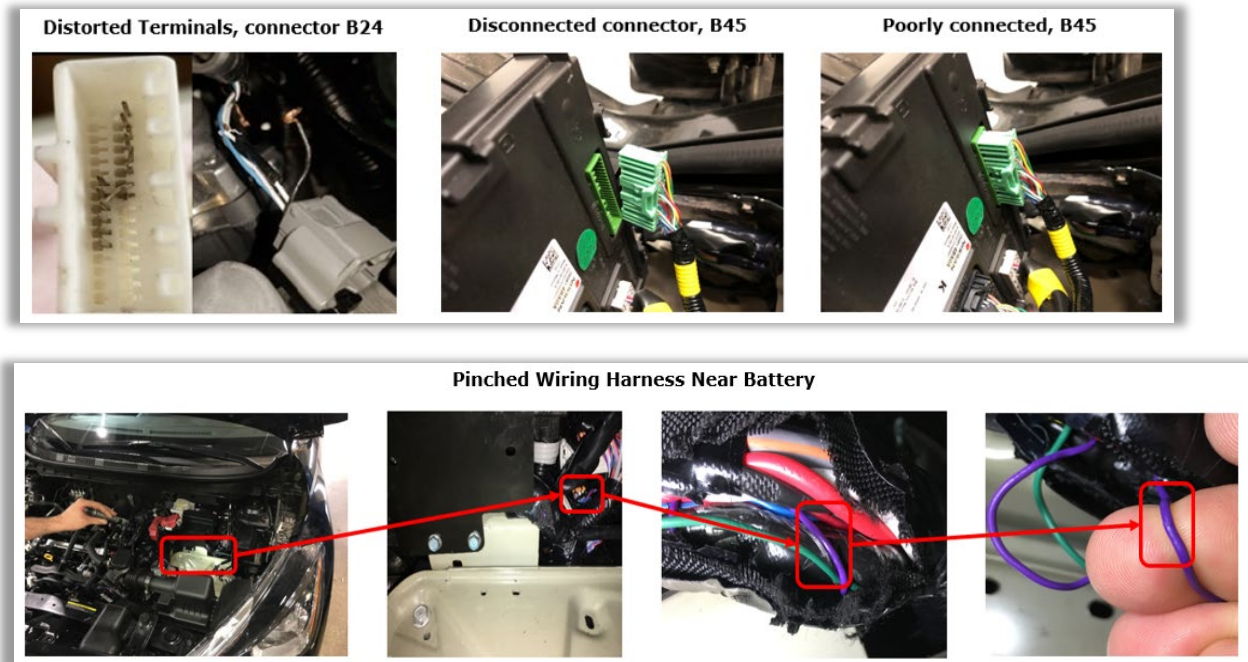 Distorted Terminals, connector B24
Disconnected connector, B45
Poorly connected, B45
K
Pinched Wiring Harness Near Battery